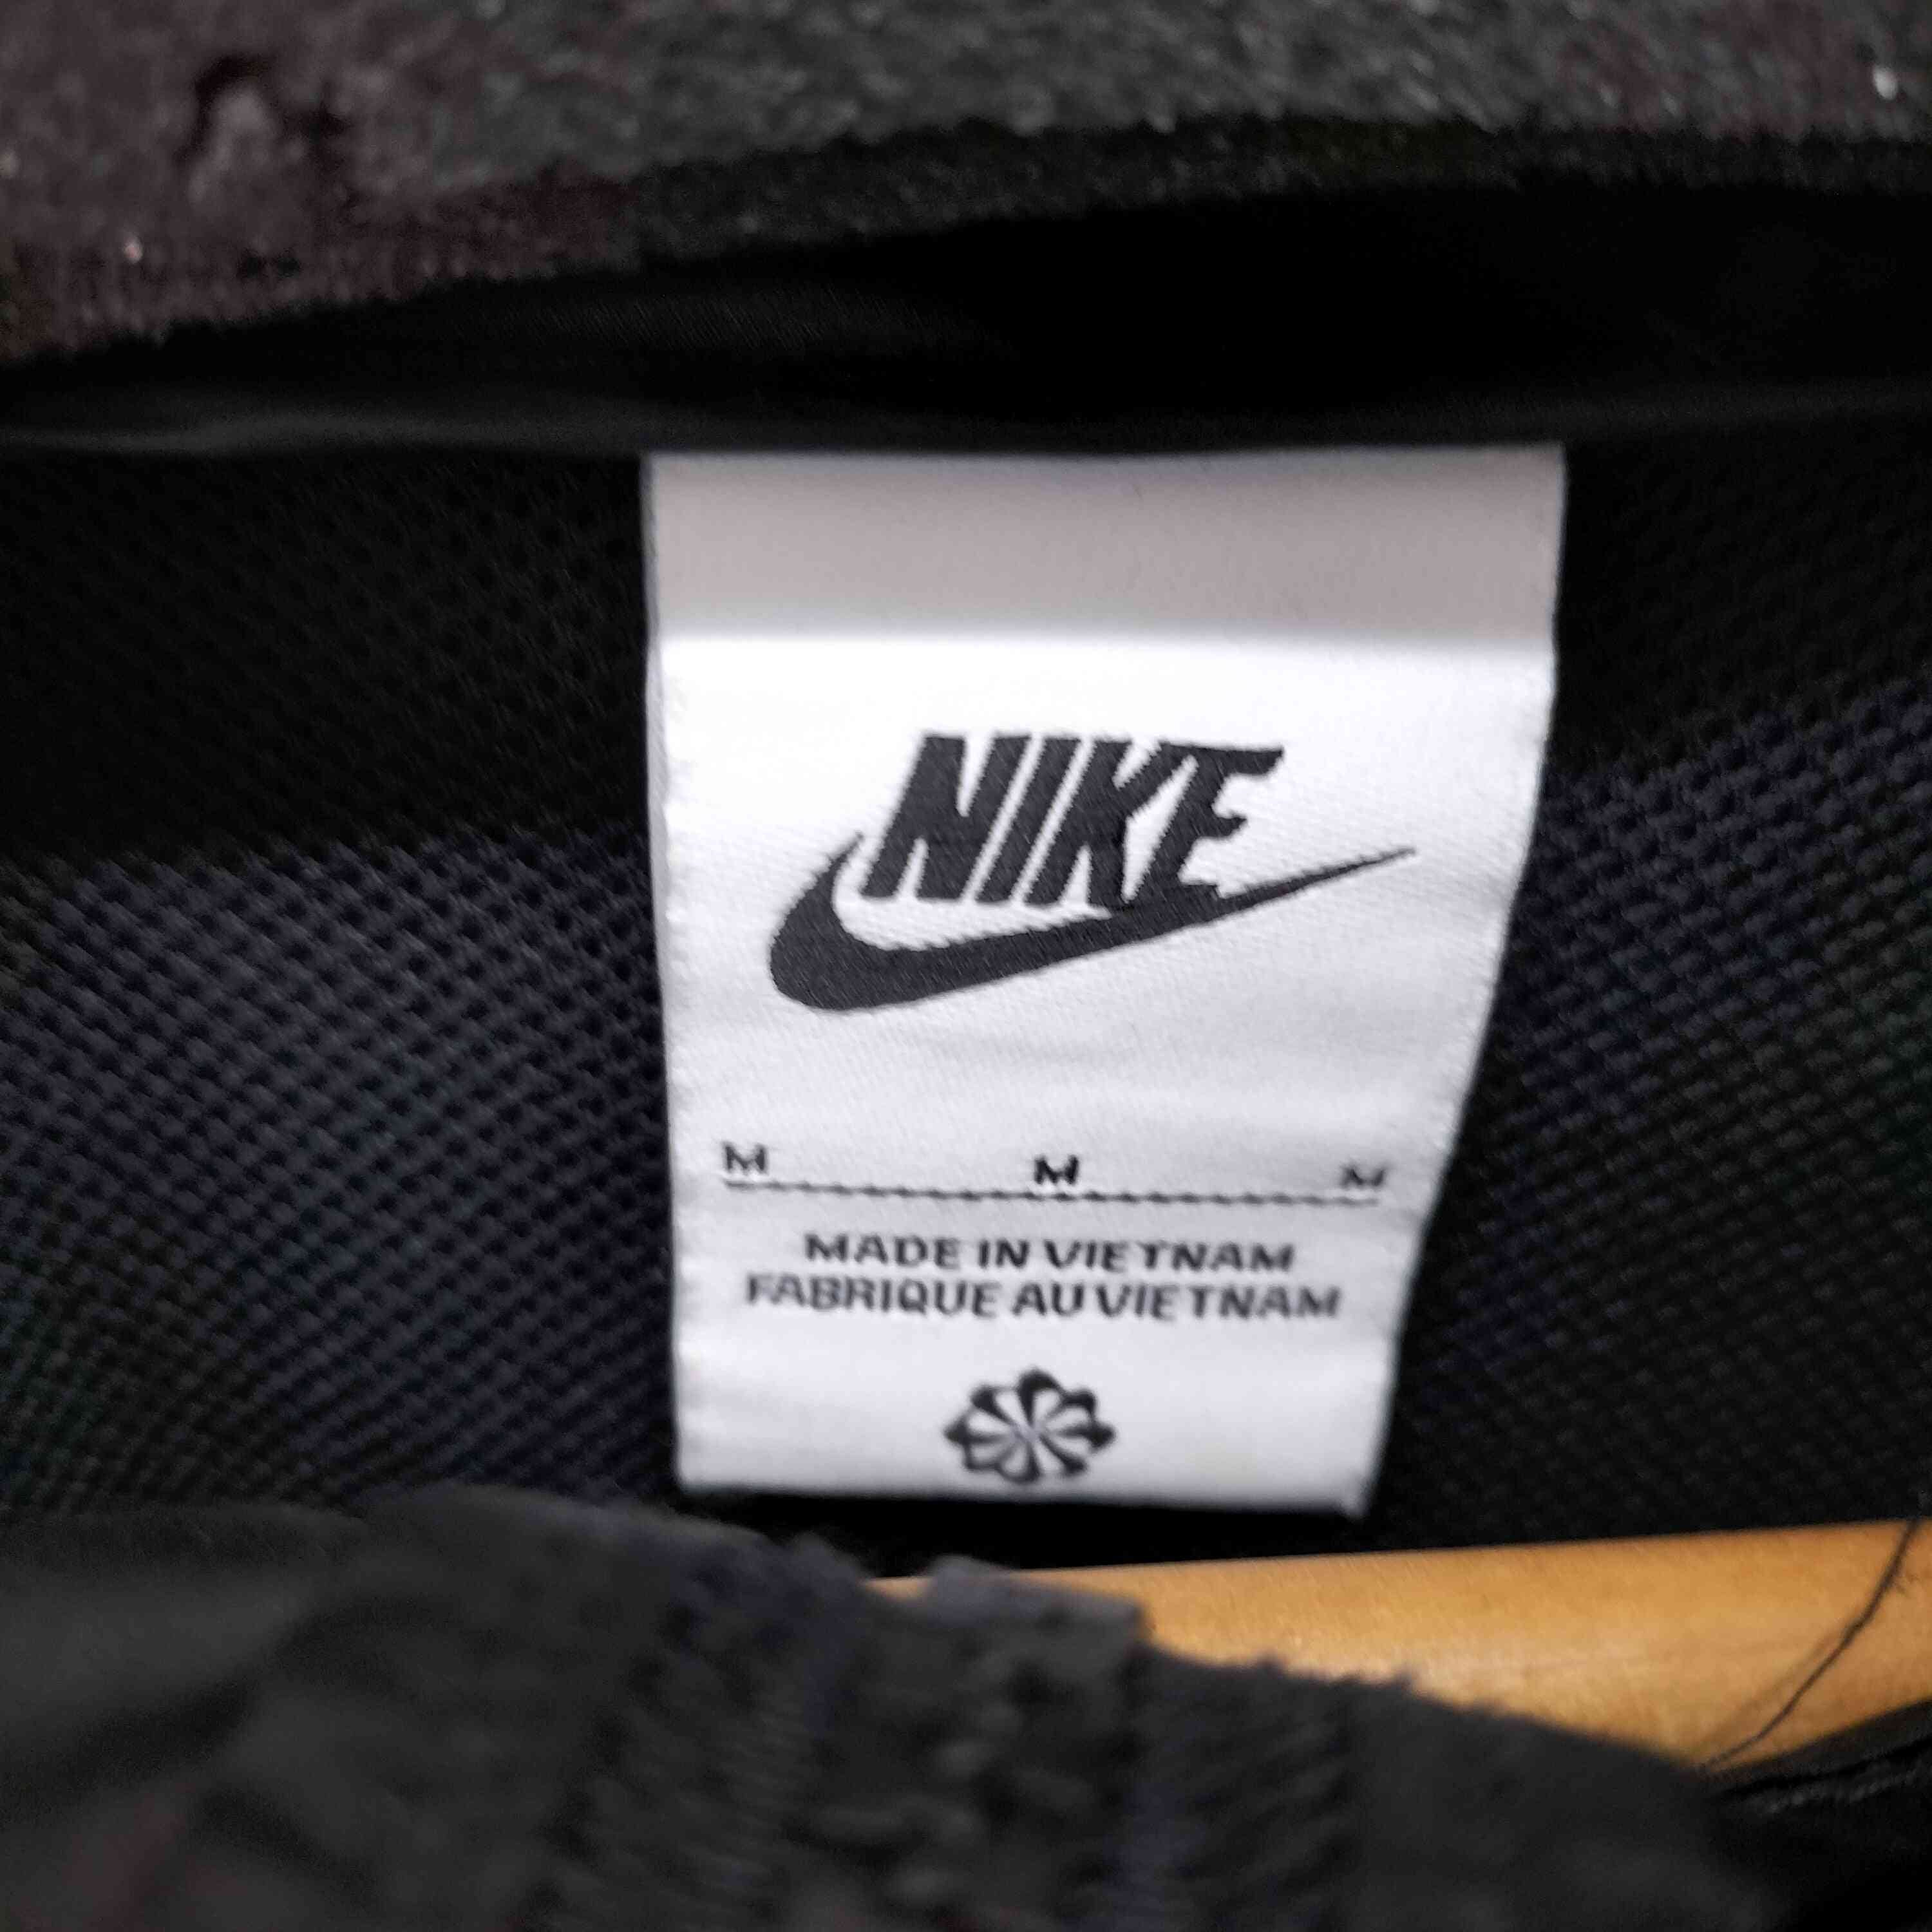 NIKE
M M M
MADE IN VIETNAM
FABRIQUE AU VIETNAM